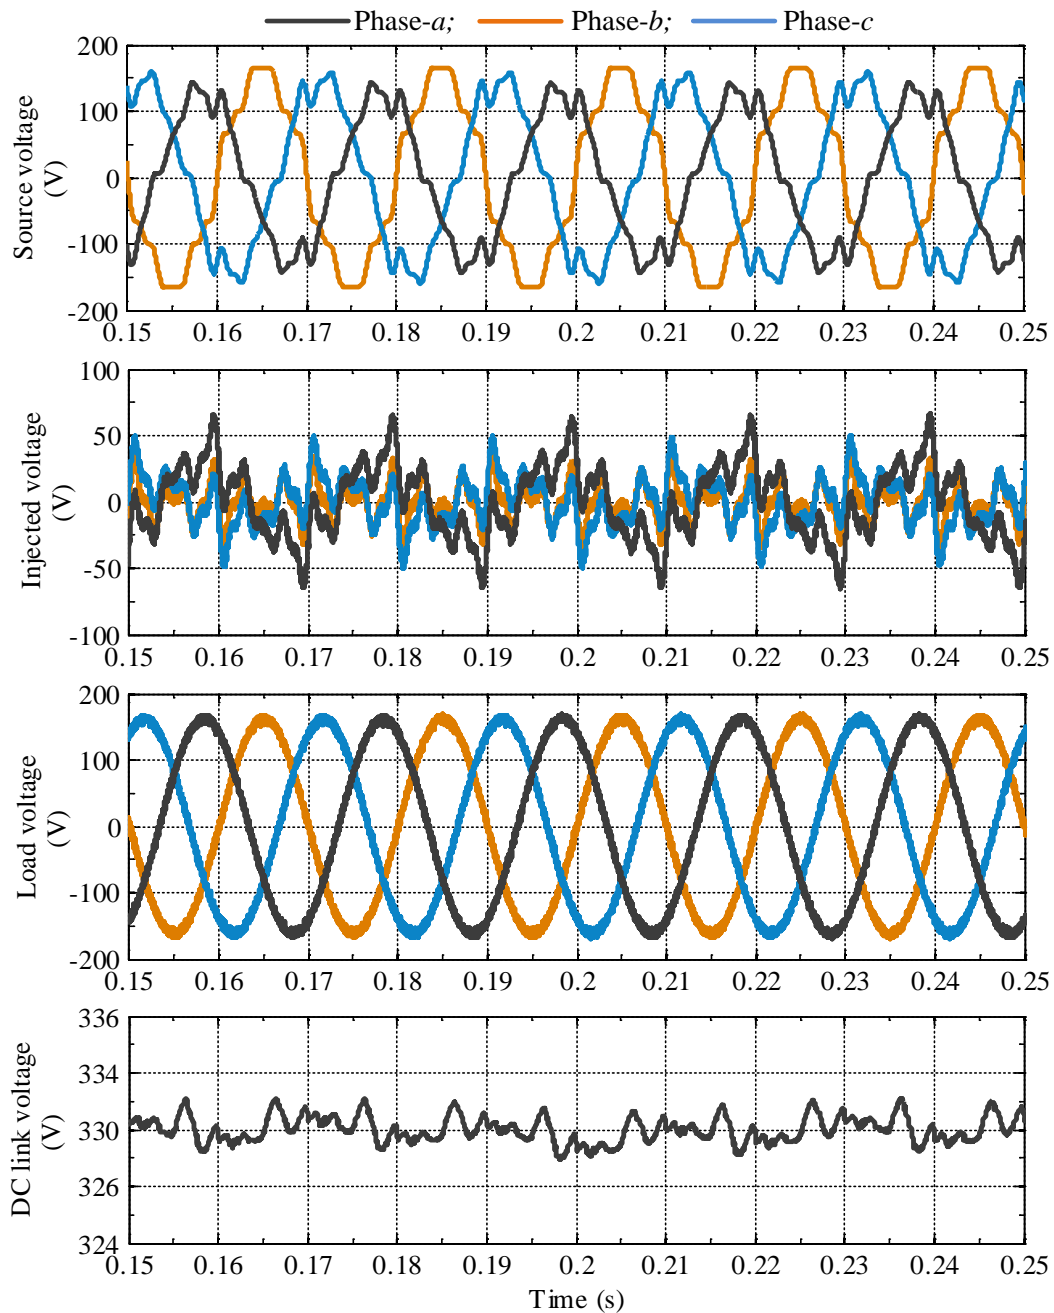 Phase-a; Phase-b; Phase-c
Source voltage
(V)
200
100
0
-100
-200
0.15 0.16 0.17 0.18 0.19 0.2 0.21 0.22 0.23 0.24 0.25
Injected voltage
(V)
100
50
0
-50
-100
0.15 0.16 0.17 0.18 0.19 0.2 0.21 0.22 0.23 0.24 0.25
Load voltage
(V)
200
100
0
-100
-200
0.15 0.16 0.17 0.18 0.19 0.2 0.21 0.22 0.23 0.24 0.25
DC link voltage
(V)
336
334
330
326
324
0.15 0.16 0.17 0.18 0.19 0.2 0.21 0.22 0.23 0.24 0.25
Time (s)